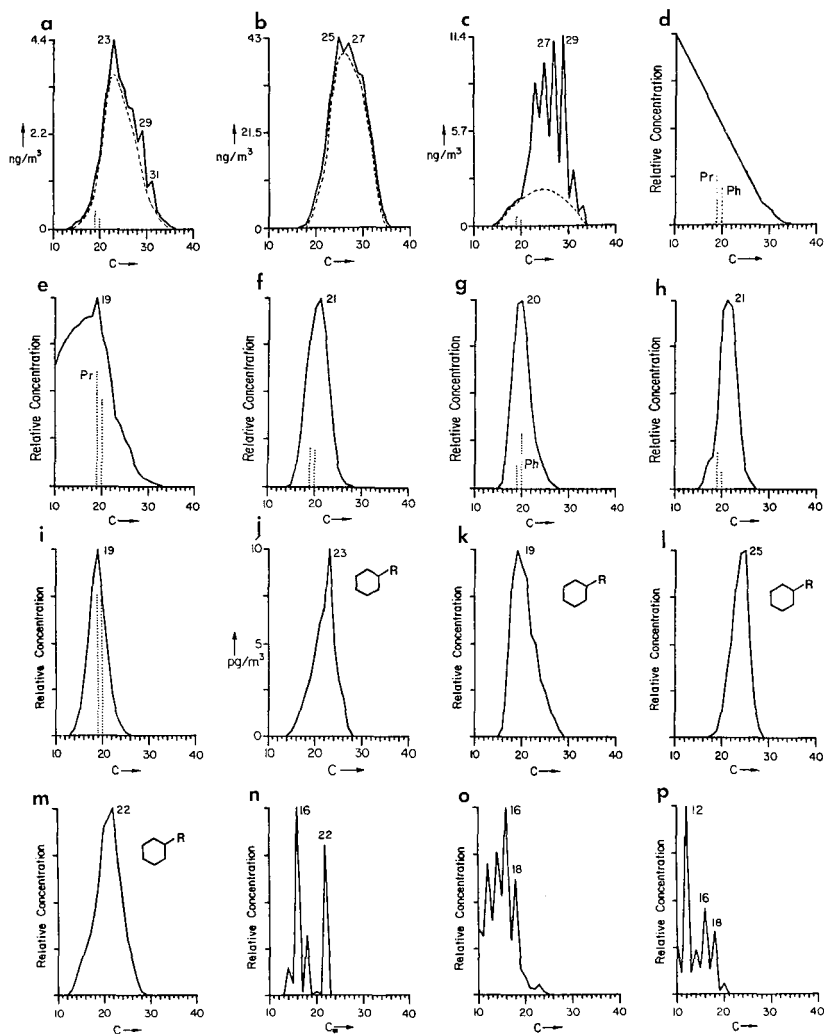 a
4.4
23
2.2
29
31
ng/m³
0
10 20 30 40
C
b
43
25 27
21.5
ng/m³
0
10 20 30 40
C
c
11.4
27 29
5.7
ng/m³
0
10 20 30 40
C
d
Relative Concentration
Pr
Ph
10 20 30 40
C
e
19
Relative Concentration
Pr
10 20 30 40
C
f
21
Relative Concentration
10 20 30 40
C
g
20
Relative Concentration
Ph
10 20 30 40
C
h
21
Relative Concentration
10 20 30 40
C
i
19
Relative Concentration
10 20 30 40
C
j
10
23
R
5
pg/m³
0
10 20 30 40
C
k
19
R
Relative Concentration
10 20 30 40
C
l
25
R
Relative Concentration
10 20 30 40
C
m
22
R
Relative Concentration
10 20 30 40
C
n
16
22
Relative Concentration
10 20 30 40
C
o
16
18
Relative Concentration
10 20 30 40
C
p
12
16
18
Relative Concentration
10 20 30 40
C